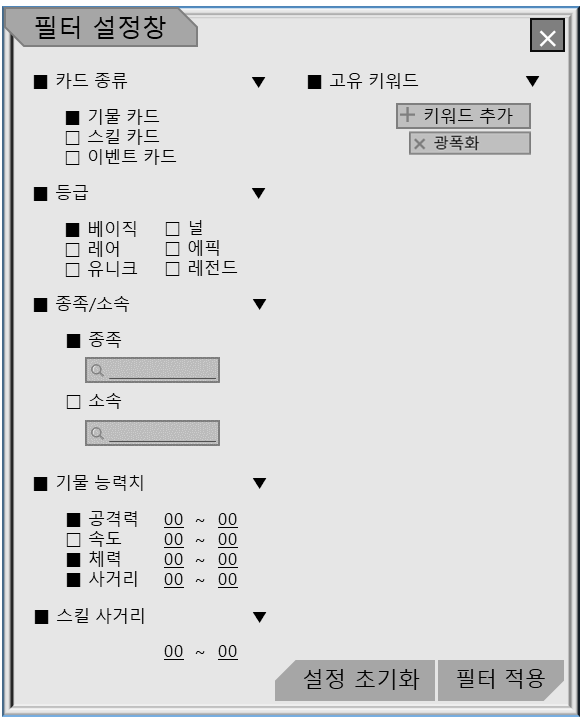 필터 설정창
■ 카드 종류 ▼
■ 기물 카드
□ 스킬 카드
□ 이벤트 카드
■ 등급 ▼
■ 베이직 □ 널
□ 레어 □ 에픽
□ 유니크 □ 레전드
■ 종족/소속 ▼
■ 종족
□ 소속
■ 기물 능력치 ▼
■ 공격력 00 ~ 00
□ 속도 00 ~ 00
■ 체력 00 ~ 00
■ 사거리 00 ~ 00
■ 스킬 사거리 ▼
00 ~ 00
■ 고유 키워드 ▼
+ 키워드 추가
× 광폭화
설정 초기화
필터 적용